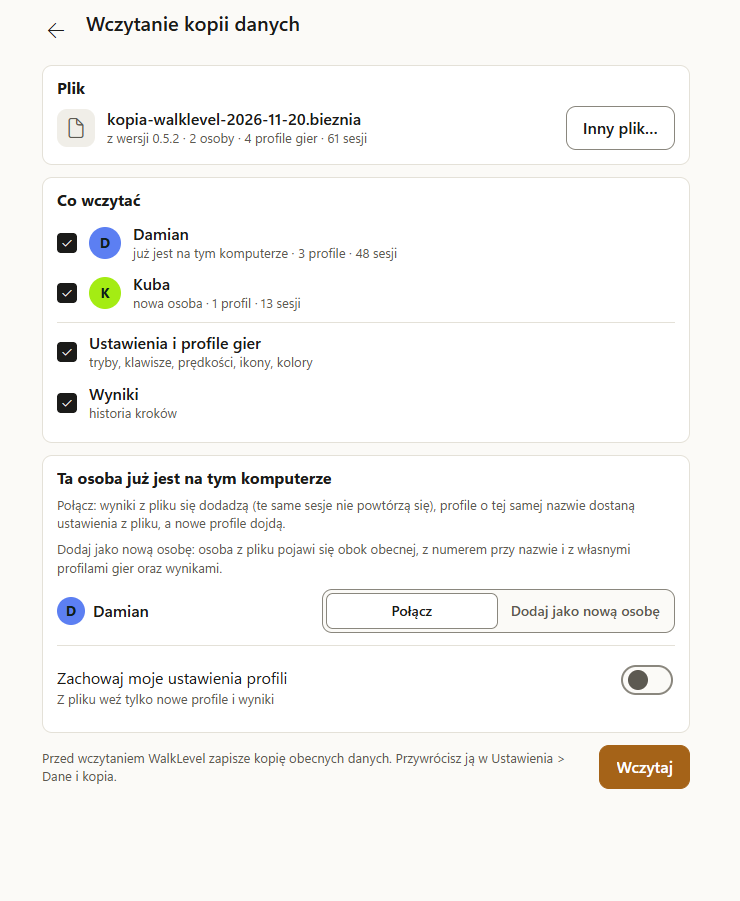 Wczytanie kopii danych
Plik
kopia-walklevel-2026-11-20.bieznia
z wersji 0.5.2 · 2 osoby · 4 profile gier · 61 sesji
Inny plik...
Co wczytać
D
Damian
już jest na tym komputerze · 3 profile · 48 sesji
K
Kuba
nowa osoba · 1 profil · 13 sesji
Ustawienia i profile gier
tryby, klawisze, prędkości, ikony, kolory
Wyniki
historia kroków
Ta osoba już jest na tym komputerze
Połącz: wyniki z pliku się dodadzą (te same sesje nie powtórzą się), profile o tej samej nazwie dostaną
ustawienia z pliku, a nowe profile dojdą.
Dodaj jako nową osobę: osoba z pliku pojawi się obok obecnej, z numerem przy nazwie i z własnymi
profilami gier oraz wynikami.
D
Damian
Połącz
Dodaj jako nową osobę
Zachowaj moje ustawienia profili
Z pliku weź tylko nowe profile i wyniki
Przed wczytaniem WalkLevel zapisze kopię obecnych danych. Przywrócisz ją w Ustawienia >
Dane i kopia.
Wczytaj